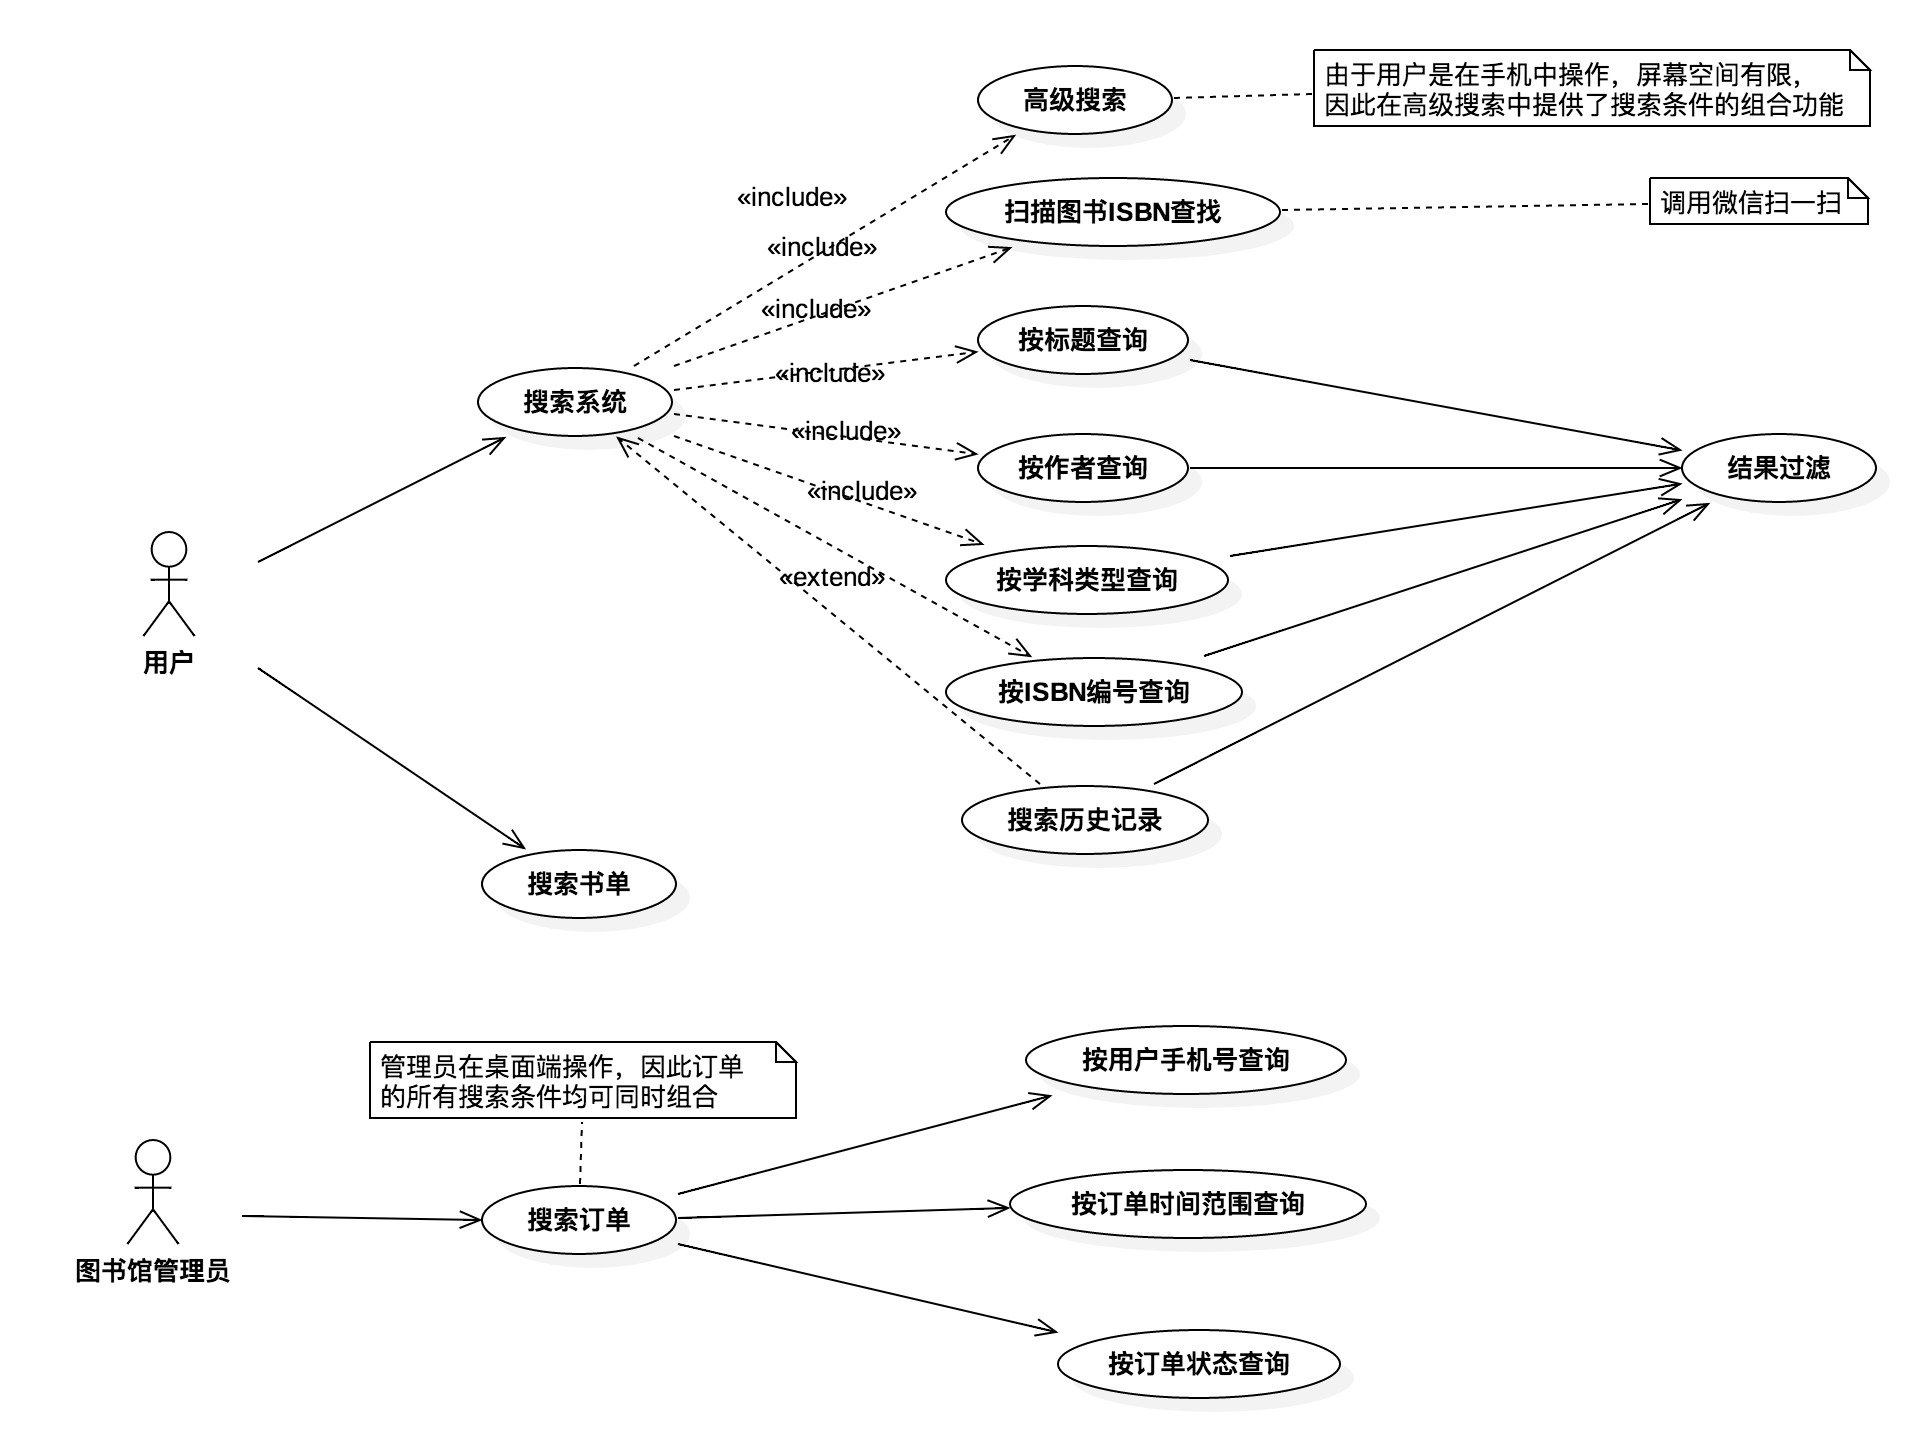 高级搜索
由于用户是在手机中操作，屏幕空间有限，
因此在高级搜索中提供了搜索条件的组合功能
«include»
扫描图书ISBN查找
调用微信扫一扫
«include»
«include»
按标题查询
«include»
搜索系统
«include»
按作者查询
结果过滤
«include»
«extend»
按学科类型查询
用户
按ISBN编号查询
搜索历史记录
搜索书单
管理员在桌面端操作，因此订单
的所有搜索条件均可同时组合
按用户手机号查询
按订单时间范围查询
搜索订单
图书馆管理员
按订单状态查询